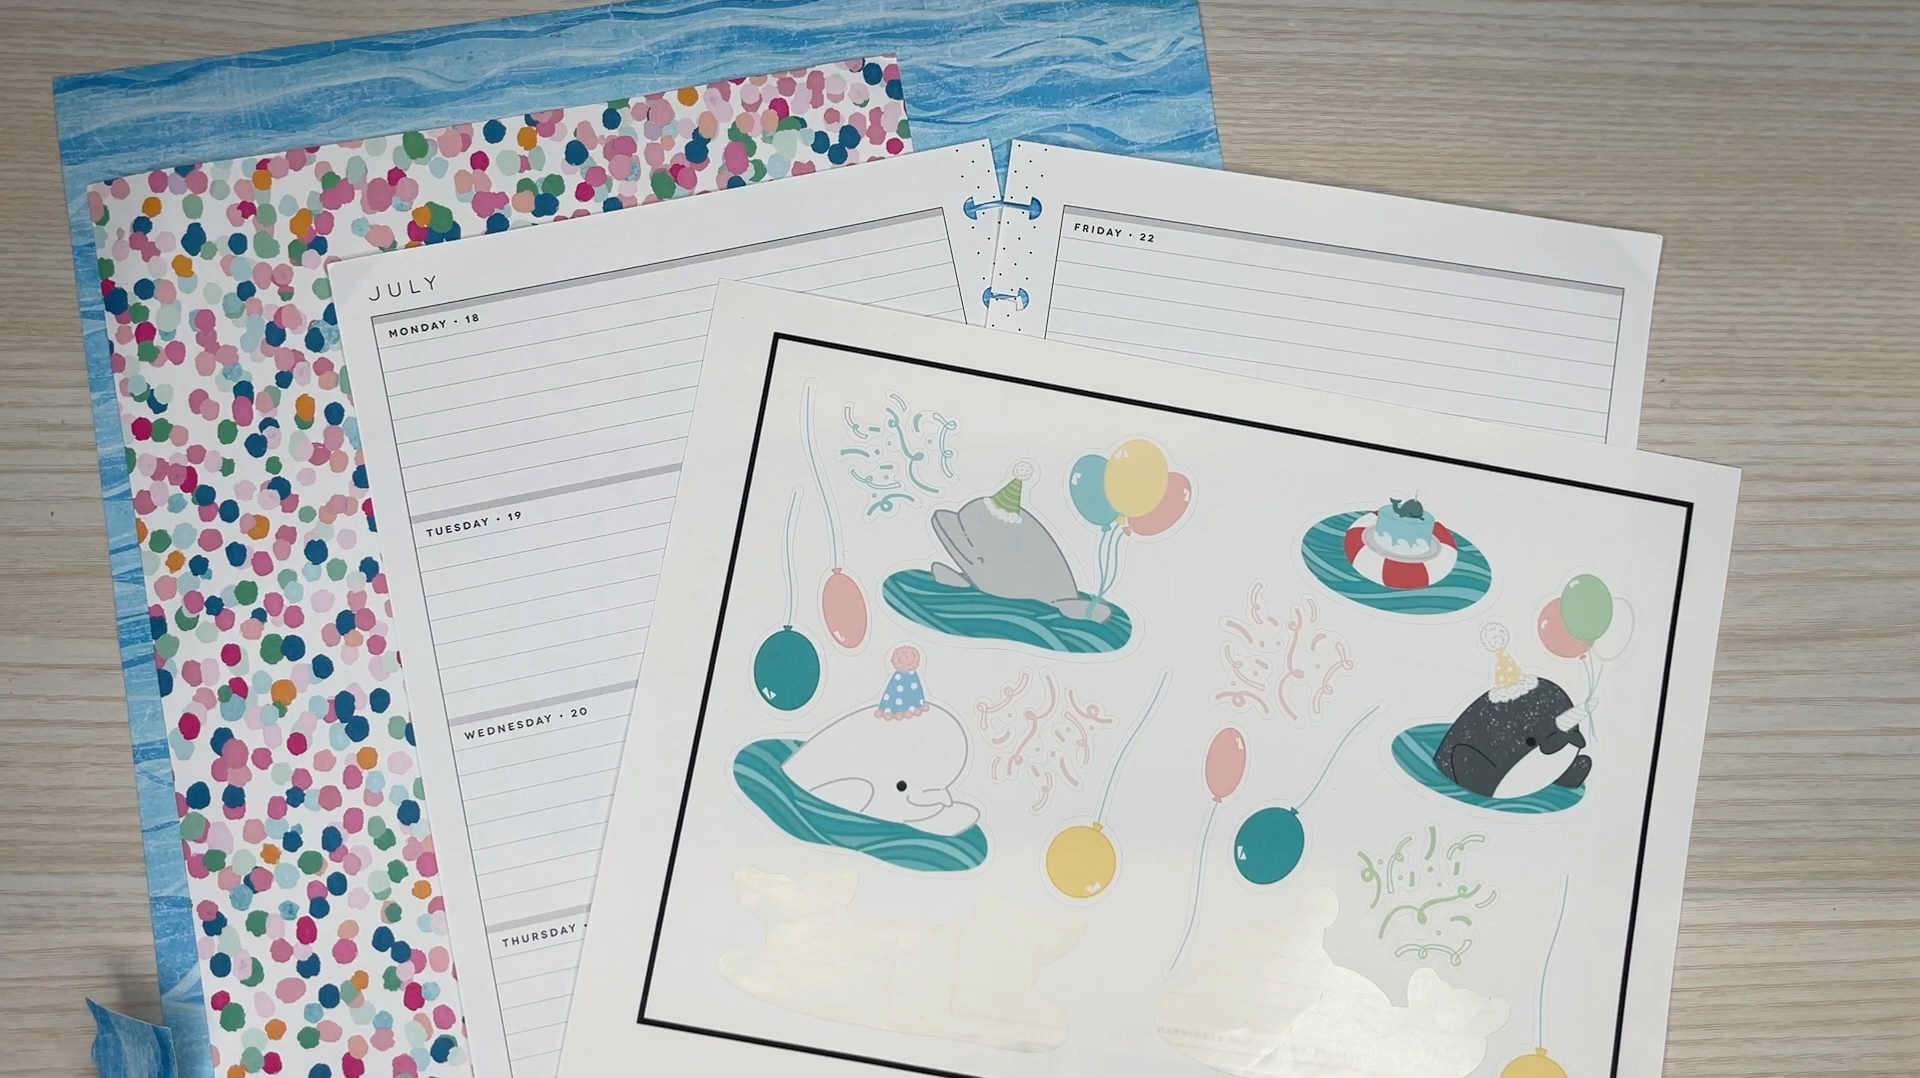 JULY
MONDAY • 18
TUESDAY • 19
WEDNESDAY • 20
THURSDAY •
FRIDAY • 22